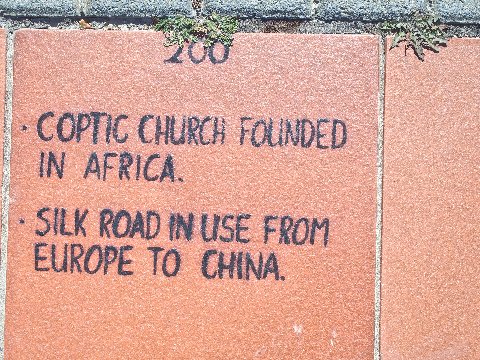 200
· COPTIC CHURCH FOUNDED
IN AFRICA.
· SILK ROAD IN USE FROM
EUROPE TO CHINA.